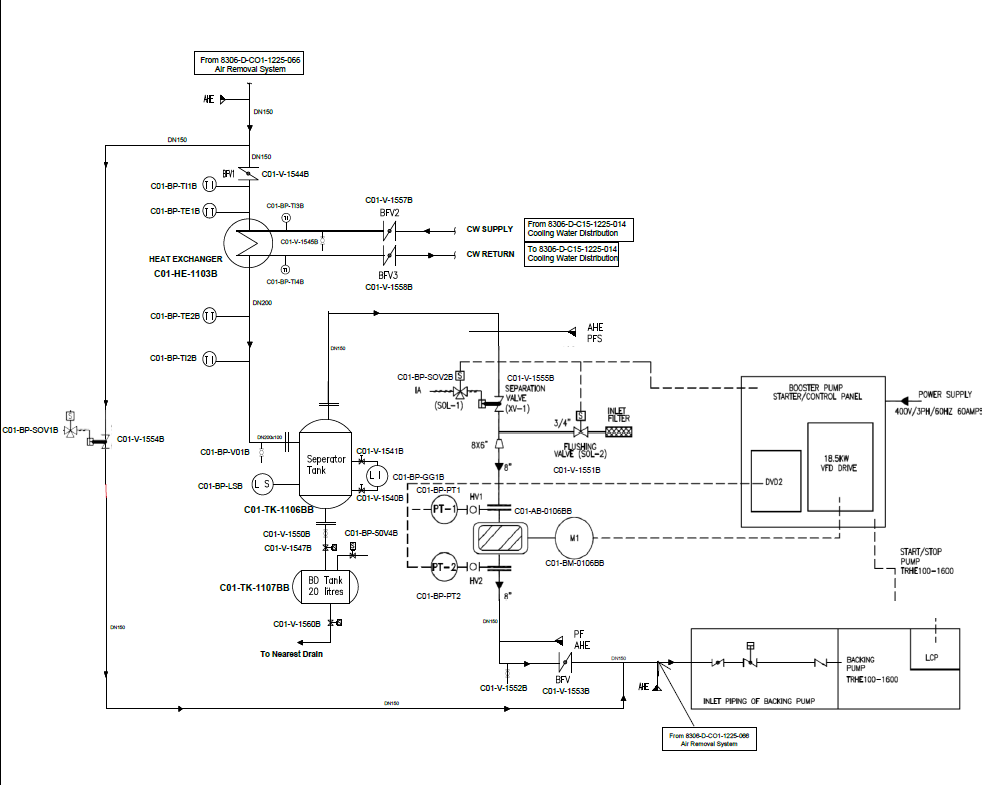 From 8306-D-CO1-1225-066
Air Removal System
AHE
DN150
DN150
DN150
BFV1
C01-V-1544B
C01-BP-TI1B
T I
C01-BP-TE1B
T T
C01-BP-TI3B
TI
C01-V-1545B
C01-V-1557B
BFV2
CW SUPPLY
From 8306-D-C15-1225-014
Cooling Water Distribution
CW RETURN
To 8306-D-C15-1225-014
Cooling Water Distribution
HEAT EXCHANGER
C01-HE-1103B
TI
C01-BP-TI4B
BFV3
C01-V-1558B
DN200
C01-BP-TE2B
T T
C01-BP-TI2B
T I
DN150
AHE
PFS
C01-BP-SOV2B
S
IA
(SOL-1)
C01-V-1555B
SEPARATION
VALVE
(XV-1)
S
3/4"
INLET
FILTER
FLUSHING
VALVE (SOL-2)
C01-V-1551B
8X6"
8"
BOOSTER PUMP
STARTER/CONTROL PANEL
POWER SUPPLY
400V/3PH/60HZ 60AMPS
18.5KW
VFD DRIVE
DVD2
START/STOP
PUMP
TRHE100-1600
S
C01-BP-SOV1B
C01-V-1554B
DN200x100
C01-BP-V01B
Seperator
Tank
C01-V-1541B
L I
C01-BP-GG1B
C01-V-1540B
C01-BP-LSB
L S
C01-TK-1106BB
C01-BP-PT1
PT-1
HV1
C01-AB-0106BB
M1
C01-BM-0106BB
PT-2
HV2
C01-BP-PT2
8"
C01-V-1550B
C01-V-1547B
C01-BP-50V4B
S
C01-TK-1107BB
BD Tank
20 litres
C01-V-1560B
To Nearest Drain
DN150
DN150
PF
AHE
C01-V-1552B
BFV
C01-V-1553B
DN150
AHE
DN150
INLET PIPING OF BACKING PUMP
BACKING
PUMP
TRHE100-1600
LCP
From 8306-D-CO1-1225-066
Air Removal System